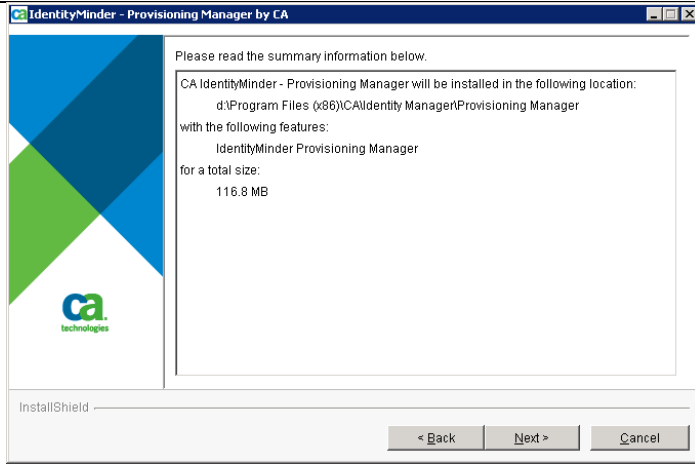 ca IdentityMinder - Provisioning Manager by CA
Please read the summary information below.
CA IdentityMinder - Provisioning Manager will be installed in the following location:
d:\Program Files (x86)\CA\Identity Manager\Provisioning Manager
with the following features:
IdentityMinder Provisioning Manager
for a total size:
116.8 MB
ca.
technologies
InstallShield
< Back
Next >
Cancel